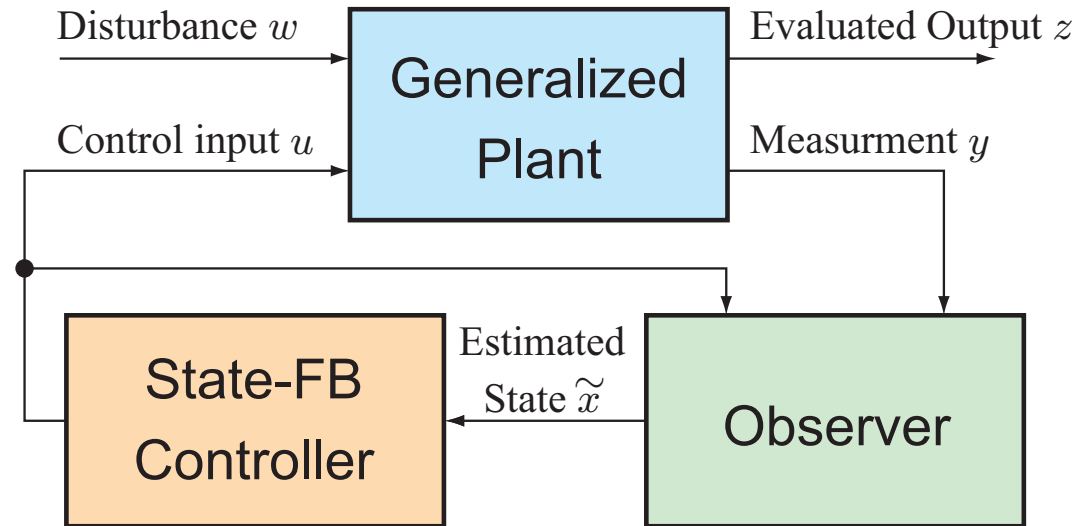 Disturbance w
Evaluated Output z
Generalized
Plant
Control input u
Measurment y
State-FB
Controller
Estimated
State x̃
Observer